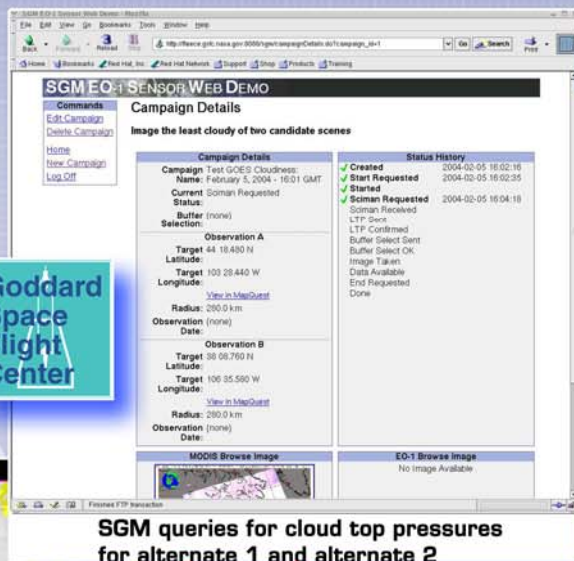 SGM EO-1 Sensor Web Demo - Mozilla
File Edit View Go Bookmarks Tools Window Help
Back Forward Reload Stop Go Search Print
Home Bookmarks Red Hat, Inc. Red Hat Network Support Shop Products Training
SGM EO-1 SENSOR WEB DEMO
Commands
Edit Campaign
Delete Campaign
Home
New Campaign
Log Off
Campaign Details
Image the least cloudy of two candidate scenes
Campaign Details
Campaign Name: Test GOES Cloudiness: February 5, 2004 - 16:01 GMT
Current Status: Sciman Requested
Buffer Selection: (none)
Observation A
Target Latitude: 44 18.480 N
Target Longitude: 103 28.440 W
View in MapQuest
Radius: 280.0 km
Observation Date: (none)
Observation B
Target Latitude: 38 08.760 N
Target Longitude: 106 35.580 W
View in MapQuest
Radius: 280.0 km
Observation Date: (none)
MODIS Browse Image
Status History
Created 2004-02-05 16:02:16
Start Requested 2004-02-05 16:02:35
Started
Sciman Requested 2004-02-05 16:04:18
Sciman Received
LTP Sent
LTP Confirmed
Buffer Select Sent
Buffer Select OK
Image Taken
Data Available
End Requested
Done
EO-1 Browse Image
No Image Available
Goddard
Space
Flight
Center
FTP transaction
SGM queries for cloud top pressures
for alternate 1 and alternate 2